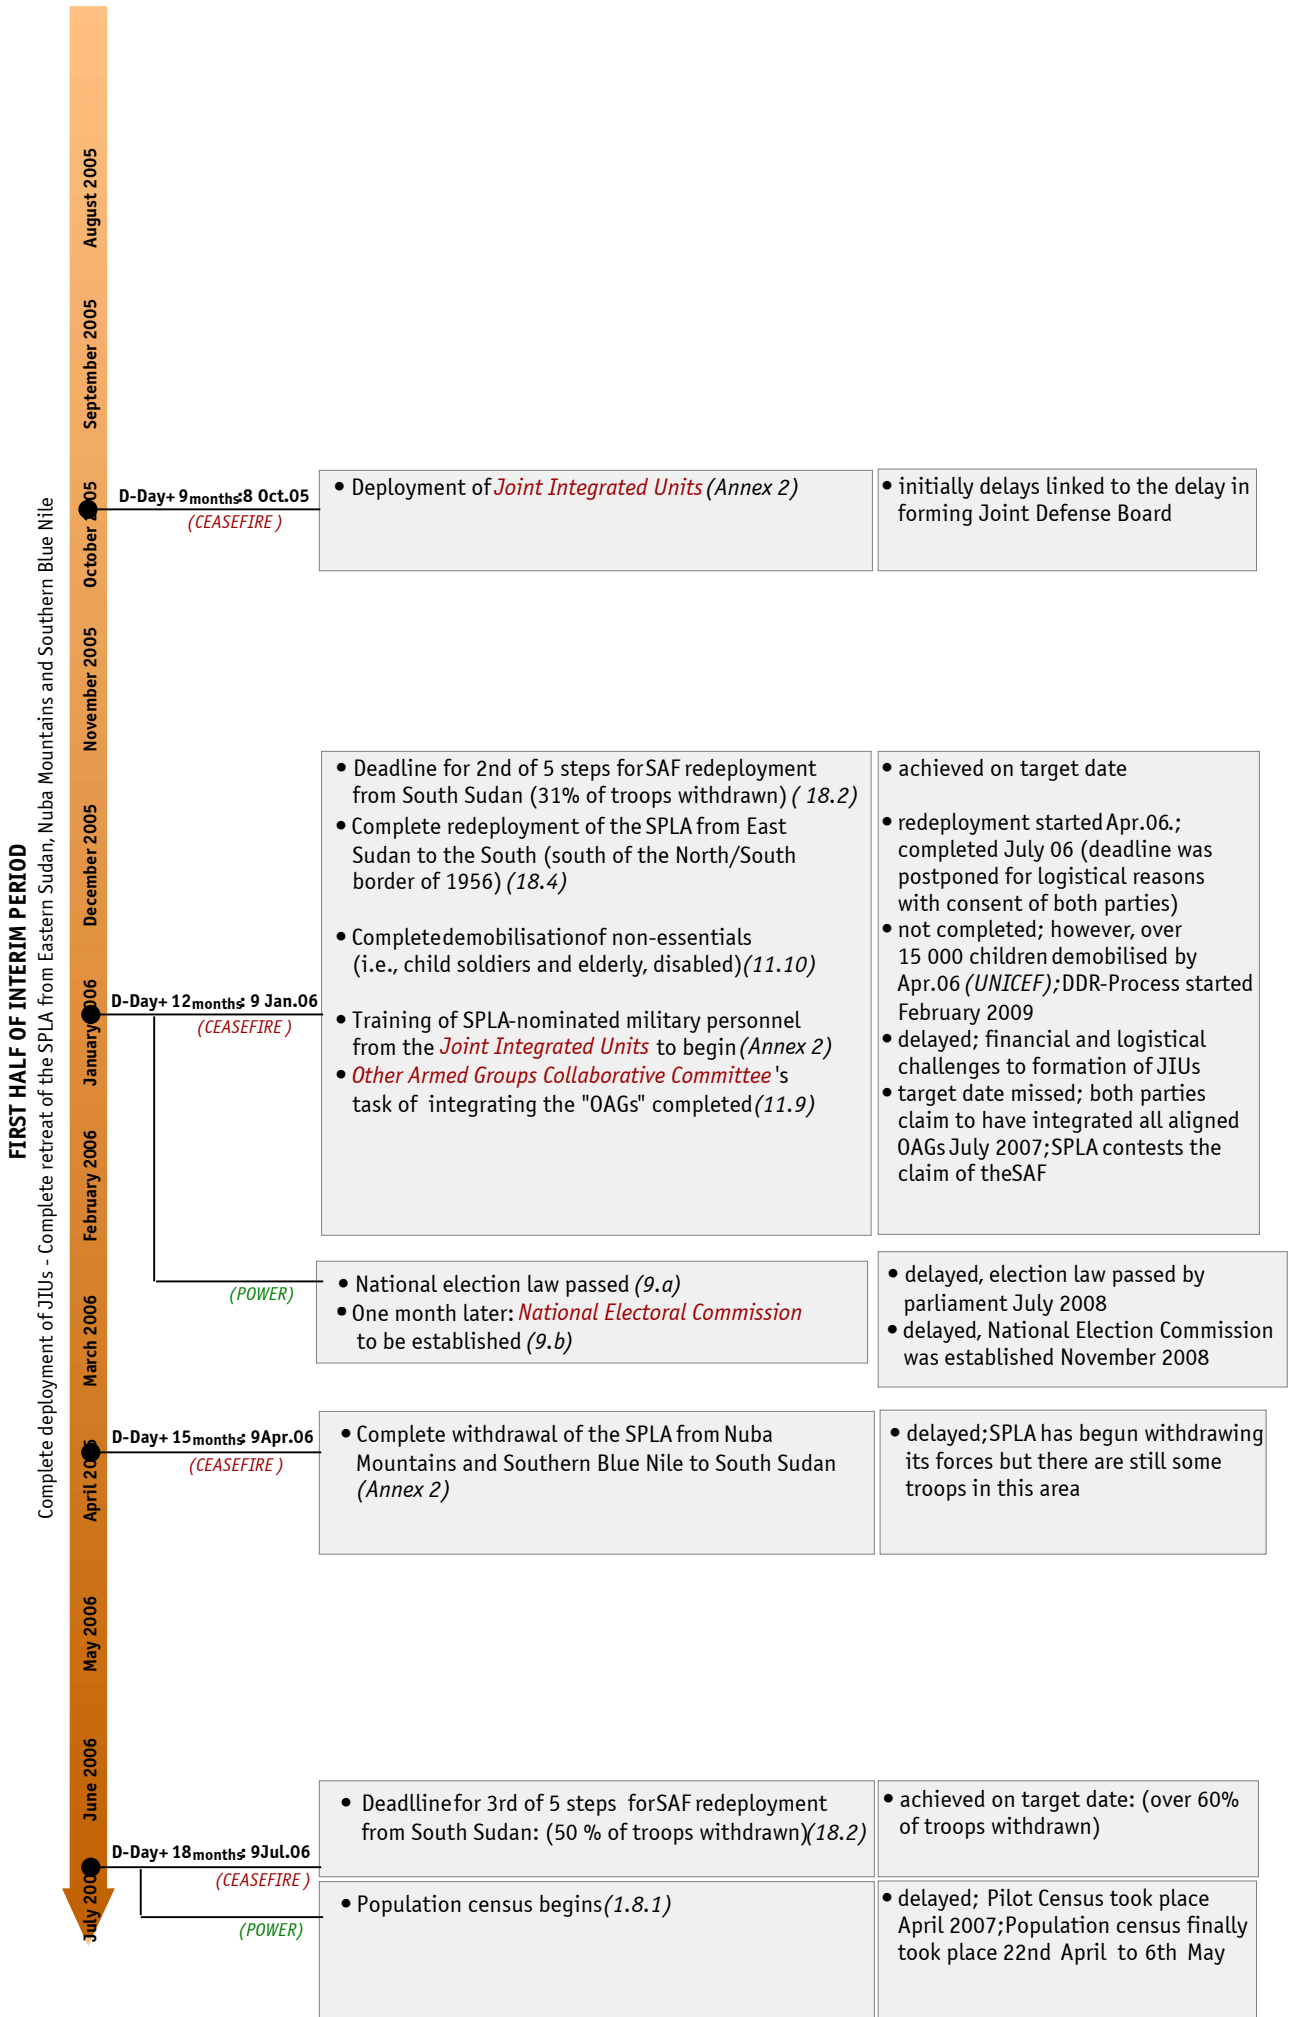 FIRST HALF OF INTERIM PERIOD
Complete deployment of JIUs - Complete retreat of the SPLA from Eastern Sudan, Nuba Mountains and Southern Blue Nile
August 2005
September 2005
October 2005
D-Day+ 9months:8 Oct.05
(CEASEFIRE)
• Deployment of Joint Integrated Units (Annex 2)
• initially delays linked to the delay in
forming Joint Defense Board
November 2005
December 2005
January 2006
D-Day+ 12months: 9 Jan.06
(CEASEFIRE)
• Deadline for 2nd of 5 steps for SAF redeployment
from South Sudan (31% of troops withdrawn) ( 18.2)
• Complete redeployment of the SPLA from East
Sudan to the South (south of the North/South
border of 1956) (18.4)
• Complete demobilisation of non-essentials
(i.e., child soldiers and elderly, disabled) (11.10)
• Training of SPLA-nominated military personnel
from the Joint Integrated Units to begin (Annex 2)
• Other Armed Groups Collaborative Committee's
task of integrating the "OAGs" completed (11.9)
• achieved on target date
• redeployment started Apr.06.;
completed July 06 (deadline was
postponed for logistical reasons
with consent of both parties)
• not completed; however, over
15 000 children demobilised by
Apr.06 (UNICEF); DDR-Process started
February 2009
• delayed; financial and logistical
challenges to formation of JIUs
• target date missed; both parties
claim to have integrated all aligned
OAGs July 2007; SPLA contests the
claim of the SAF
February 2006
(POWER)
• National election law passed (9.a)
• One month later: National Electoral Commission
to be established (9.b)
• delayed, election law passed by
parliament July 2008
• delayed, National Election Commission
was established November 2008
March 2006
April 2006
D-Day+ 15months: 9Apr.06
(CEASEFIRE)
• Complete withdrawal of the SPLA from Nuba
Mountains and Southern Blue Nile to South Sudan
(Annex 2)
• delayed; SPLA has begun withdrawing
its forces but there are still some
troops in this area
May 2006
June 2006
July 2006
D-Day+ 18months: 9Jul.06
(CEASEFIRE)
• Deadlline for 3rd of 5 steps for SAF redeployment
from South Sudan: (50 % of troops withdrawn) (18.2)
• achieved on target date: (over 60%
of troops withdrawn)
(POWER)
• Population census begins (1.8.1)
• delayed; Pilot Census took place
April 2007; Population census finally
took place 22nd April to 6th May